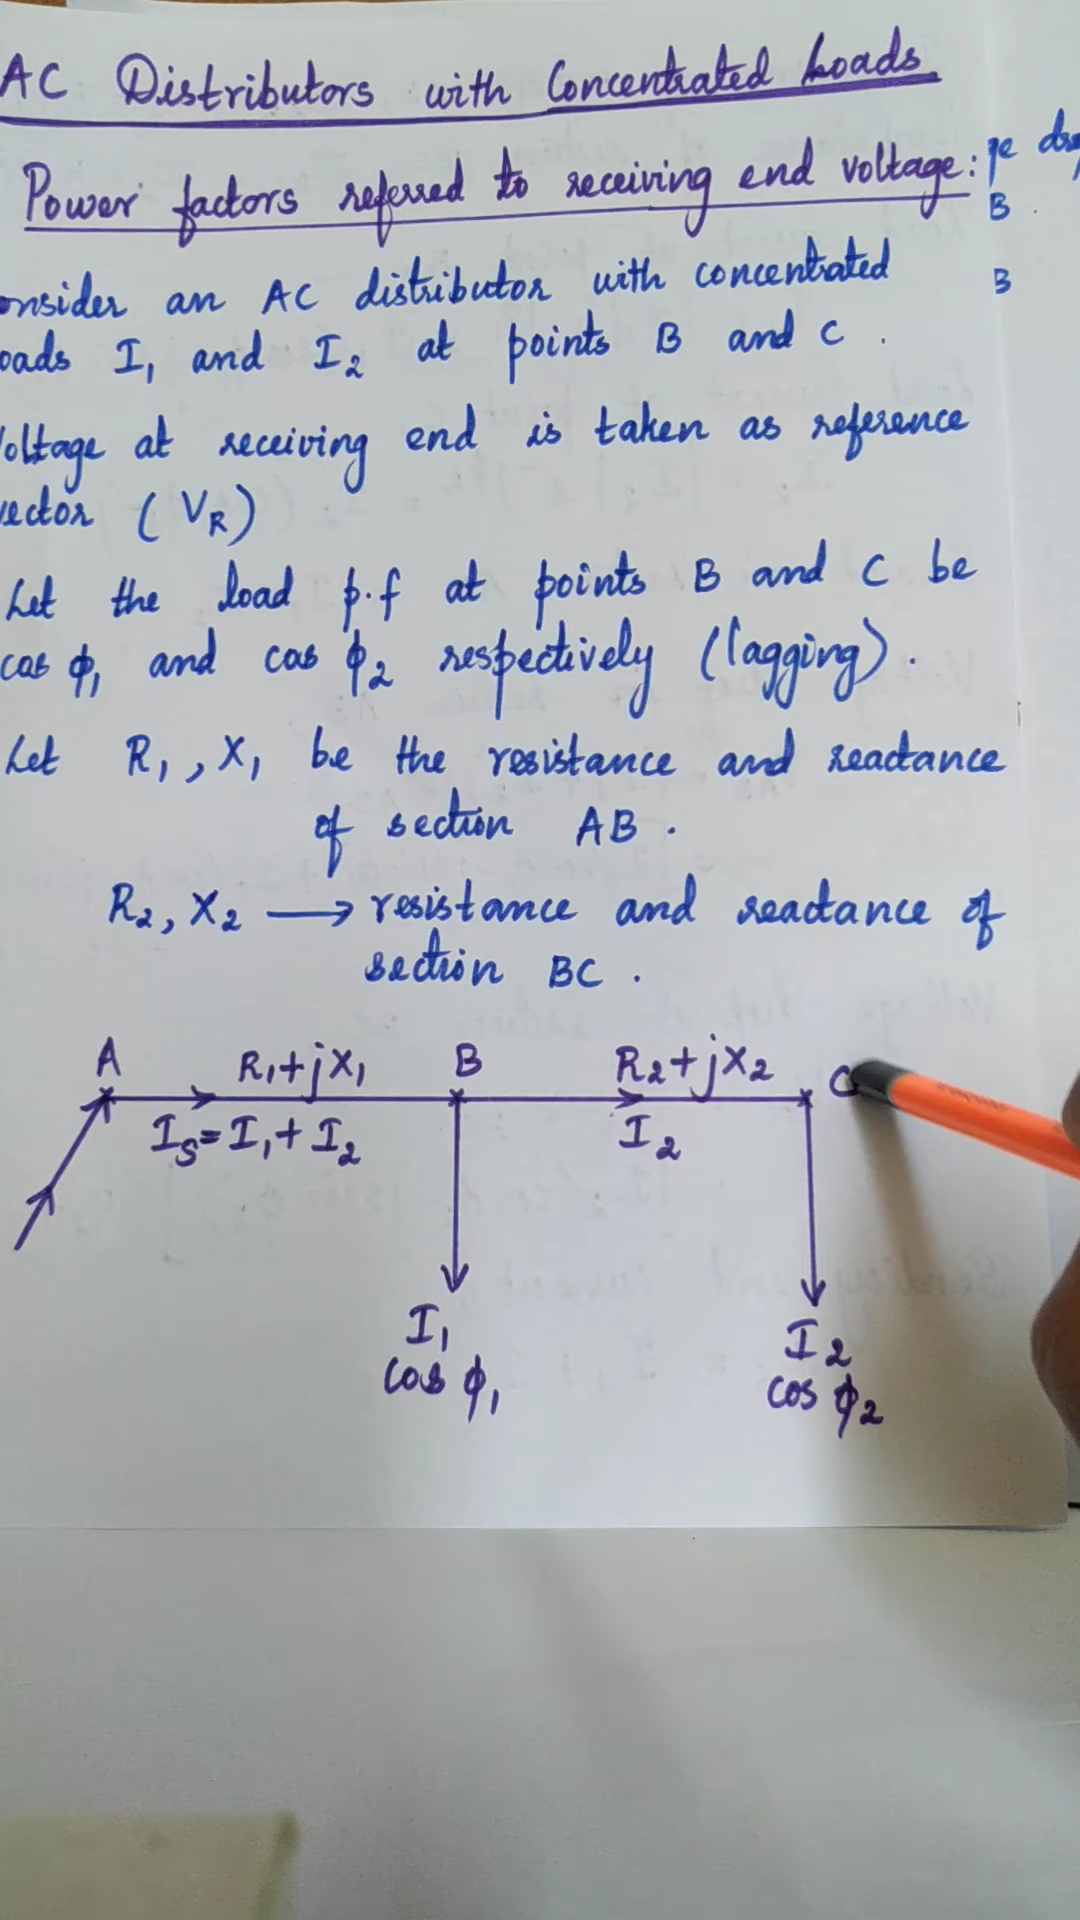 AC Distributors with Concentrated Loads
Power factors referred to receiving end voltage:
onsider an AC distributor with concentrated
oads I₁ and I₂ at points B and C.
Voltage at receiving end is taken as reference
vector (V_R)
Let the load p.f at points B and C be
cos φ₁ and cos φ₂ respectively (lagging).
Let R₁, X₁ be the resistance and reactance
of section AB.
R₂, X₂ → resistance and reactance of
section BC.
A R₁+jX₁ B R₂+jX₂ C
I_S=I₁+I₂ I₂
I₁ I₂
cos φ₁ cos φ₂
B
B